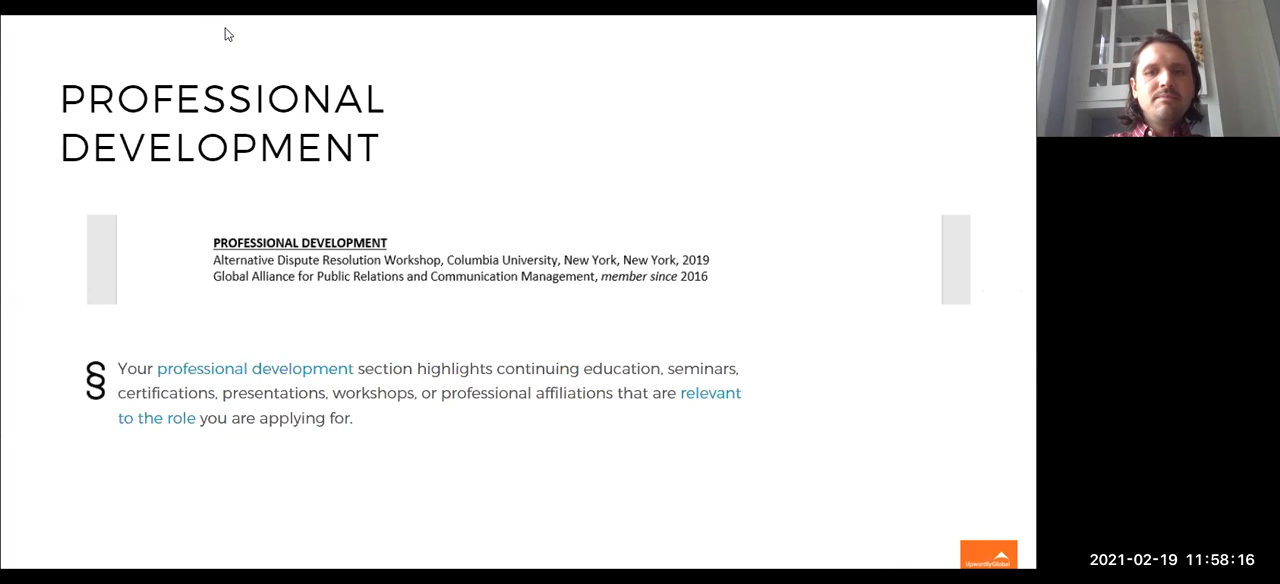 PROFESSIONAL
DEVELOPMENT
PROFESSIONAL DEVELOPMENT
Alternative Dispute Resolution Workshop, Columbia University, New York, New York, 2019
Global Alliance for Public Relations and Communication Management, member since 2016
§ Your professional development section highlights continuing education, seminars,
certifications, presentations, workshops, or professional affiliations that are relevant
to the role you are applying for.
UpwardlyGlobal
2021-02-19 11:58:16